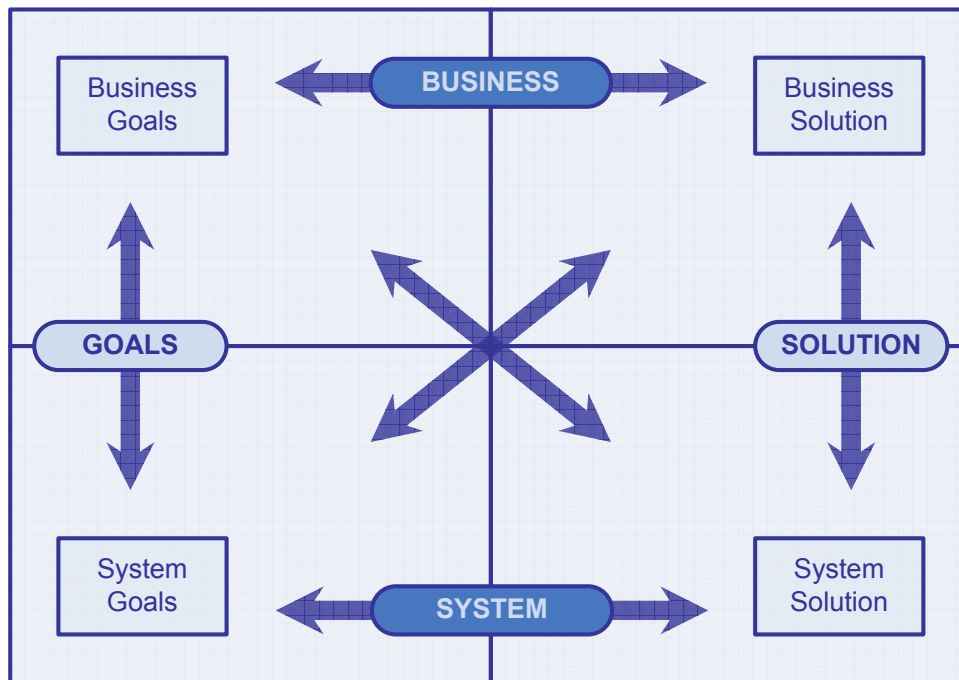 Business
Goals
BUSINESS
Business
Solution
GOALS
SOLUTION
System
Goals
SYSTEM
System
Solution